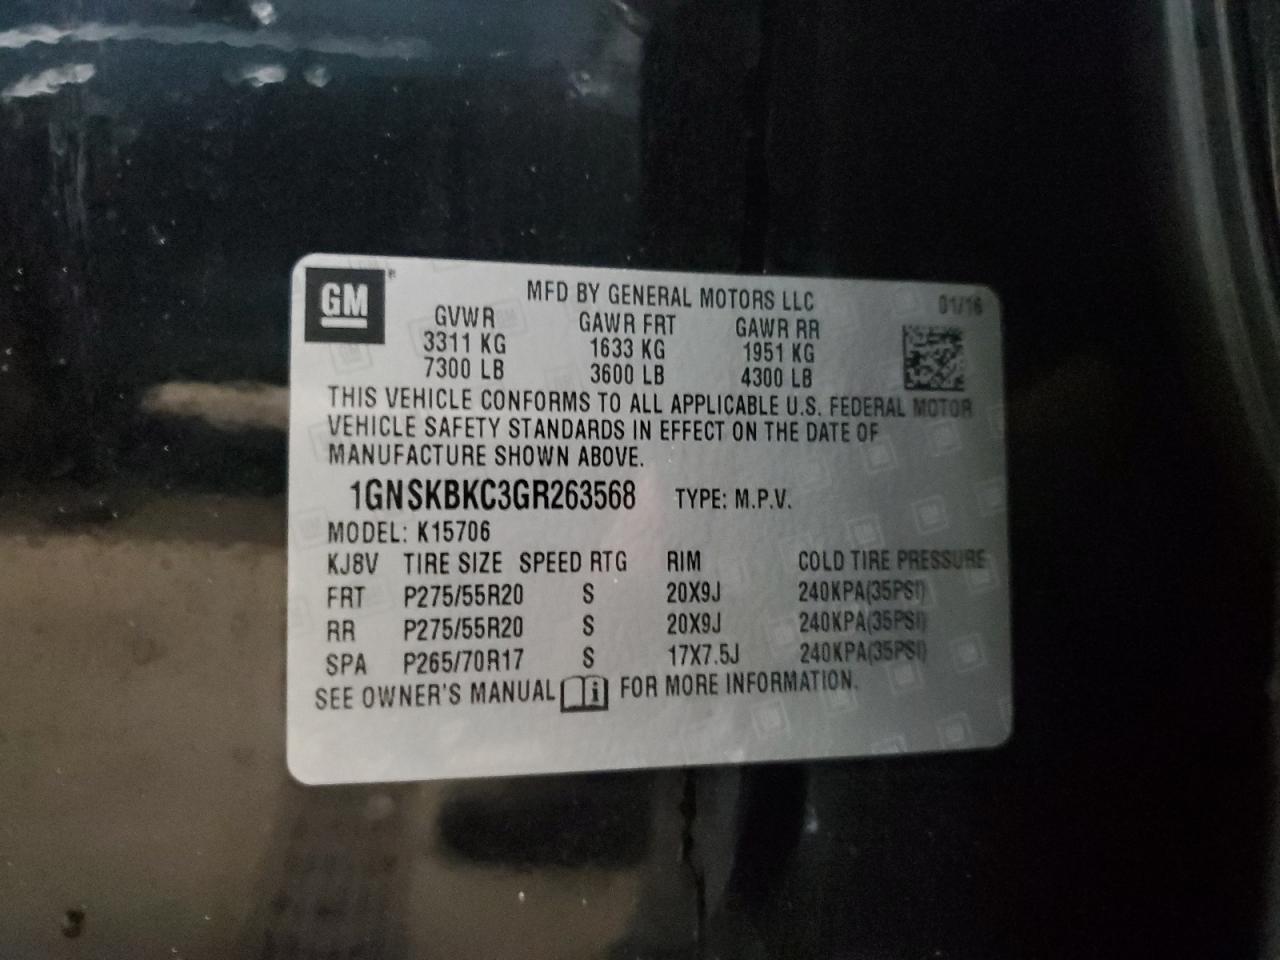 GM
MFD BY GENERAL MOTORS LLC 01/16
GVWR GAWR FRT GAWR RR
3311 KG 1633 KG 1951 KG
7300 LB 3600 LB 4300 LB
THIS VEHICLE CONFORMS TO ALL APPLICABLE U.S. FEDERAL MOTOR
VEHICLE SAFETY STANDARDS IN EFFECT ON THE DATE OF
MANUFACTURE SHOWN ABOVE.
1GNSKBKC3GR263568 TYPE: M.P.V.
MODEL: K15706
KJ8V TIRE SIZE SPEED RTG RIM COLD TIRE PRESSURE
FRT P275/55R20 S 20X9J 240KPA(35PSI)
RR P275/55R20 S 20X9J 240KPA(35PSI)
SPA P265/70R17 S 17X7.5J 240KPA(35PSI)
SEE OWNER'S MANUAL i FOR MORE INFORMATION.